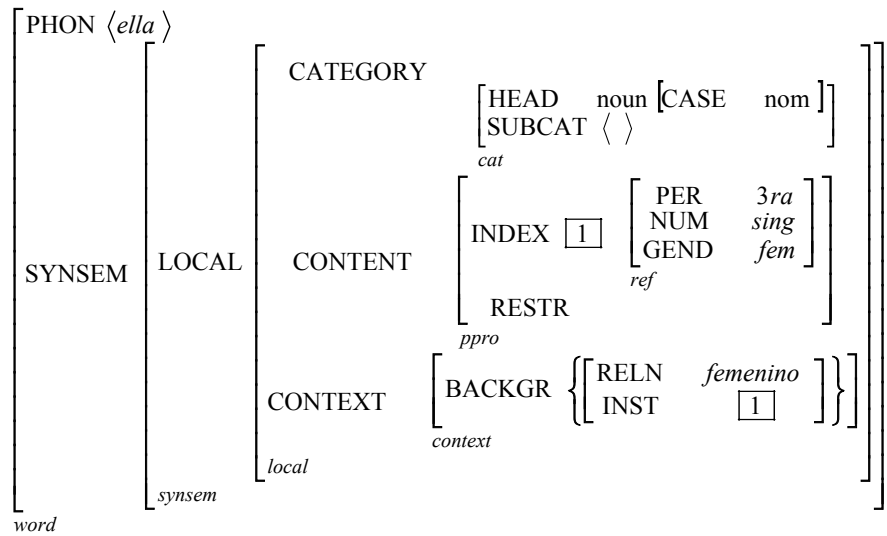 PHON ⟨ella⟩
CATEGORY
HEAD noun [CASE nom]
SUBCAT ⟨ ⟩
cat
PER 3ra
NUM sing
GEND fem
INDEX 1
ref
SYNSEM LOCAL CONTENT
RESTR
ppro
RELN femenino
CONTEXT BACKGR
INST 1
context
local
synsem
word